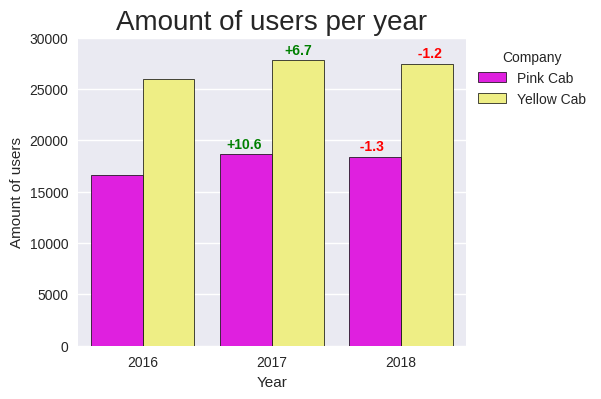 Amount of users per year
30000
25000
20000
15000
10000
5000
0
Amount of users
+6.7
-1.2
+10.6
-1.3
2016
2017
2018
Year
Company
Pink Cab
Yellow Cab